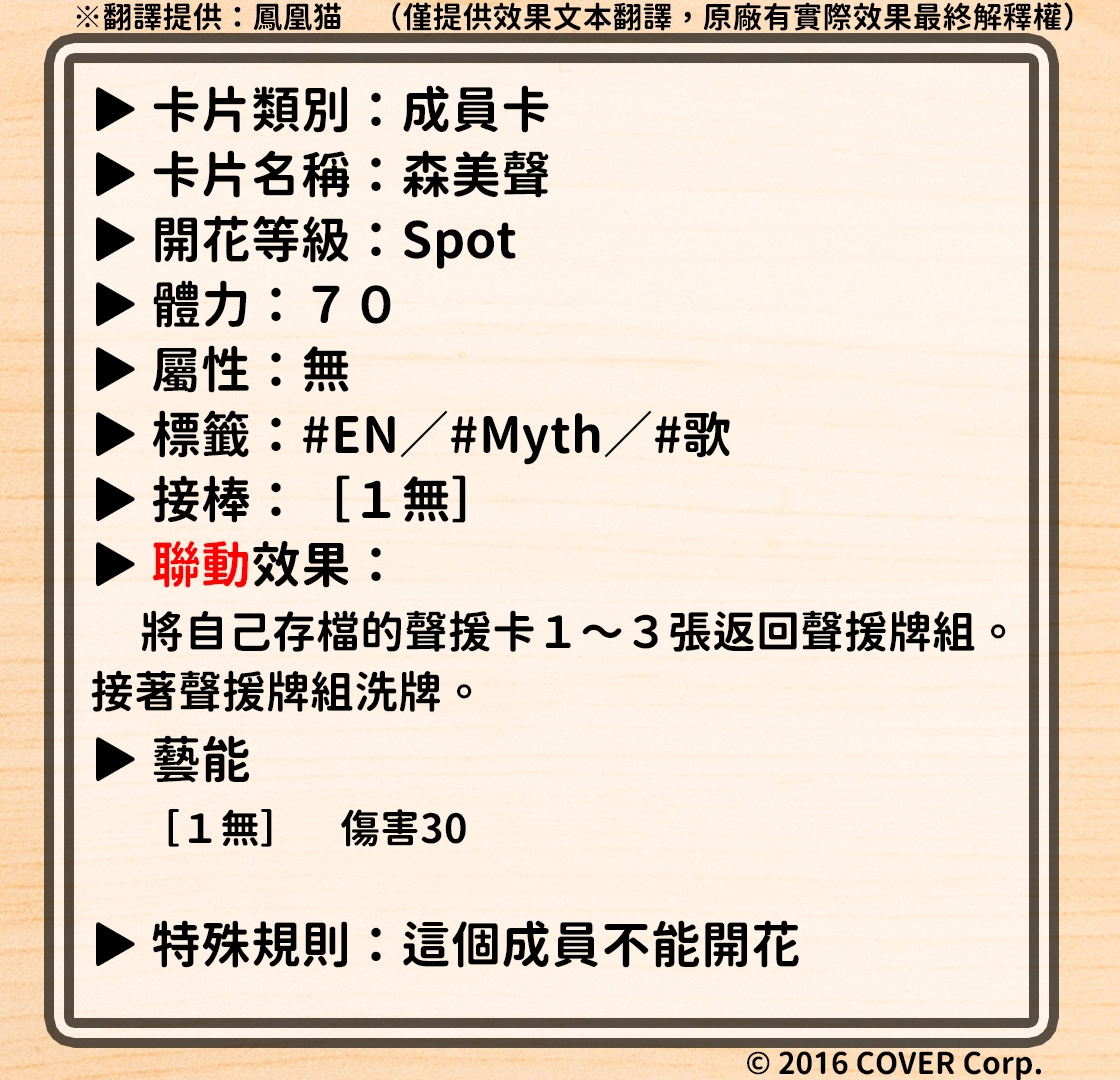 ※翻譯提供：鳳凰猫　（僅提供效果文本翻譯，原廠有實際效果最終解釋權）
▶ 卡片類別：成員卡
▶ 卡片名稱：森美聲
▶ 開花等級：Spot
▶ 體力：７０
▶ 屬性：無
▶ 標籤：#EN／#Myth／#歌
▶ 接棒：［１無］
▶ 聯動效果：
將自己存檔的聲援卡１～３張返回聲援牌組。
接著聲援牌組洗牌。
▶ 藝能
［１無］　傷害30
▶ 特殊規則：這個成員不能開花
© 2016 COVER Corp.